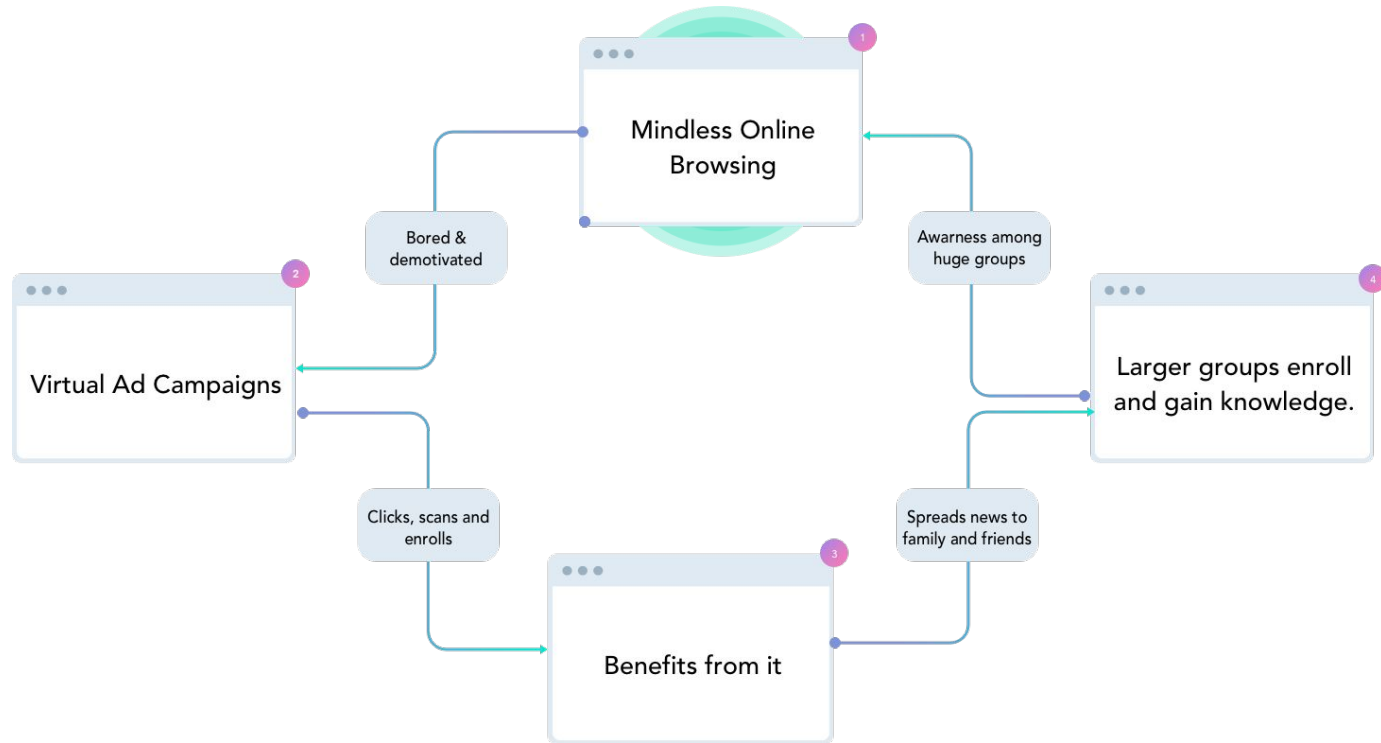 1
Mindless Online
Browsing
Bored &
demotivated
Awarness among
huge groups
2
Virtual Ad Campaigns
4
Larger groups enroll
and gain knowledge.
Clicks, scans and
enrolls
Spreads news to
family and friends
3
Benefits from it